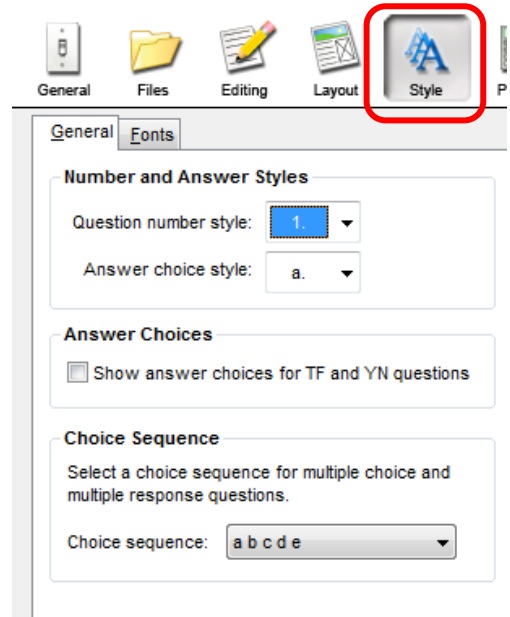 General Files Editing Layout Style P
General Fonts
Number and Answer Styles
Question number style: 1.
Answer choice style: a.
Answer Choices
Show answer choices for TF and YN questions
Choice Sequence
Select a choice sequence for multiple choice and
multiple response questions.
Choice sequence: a b c d e